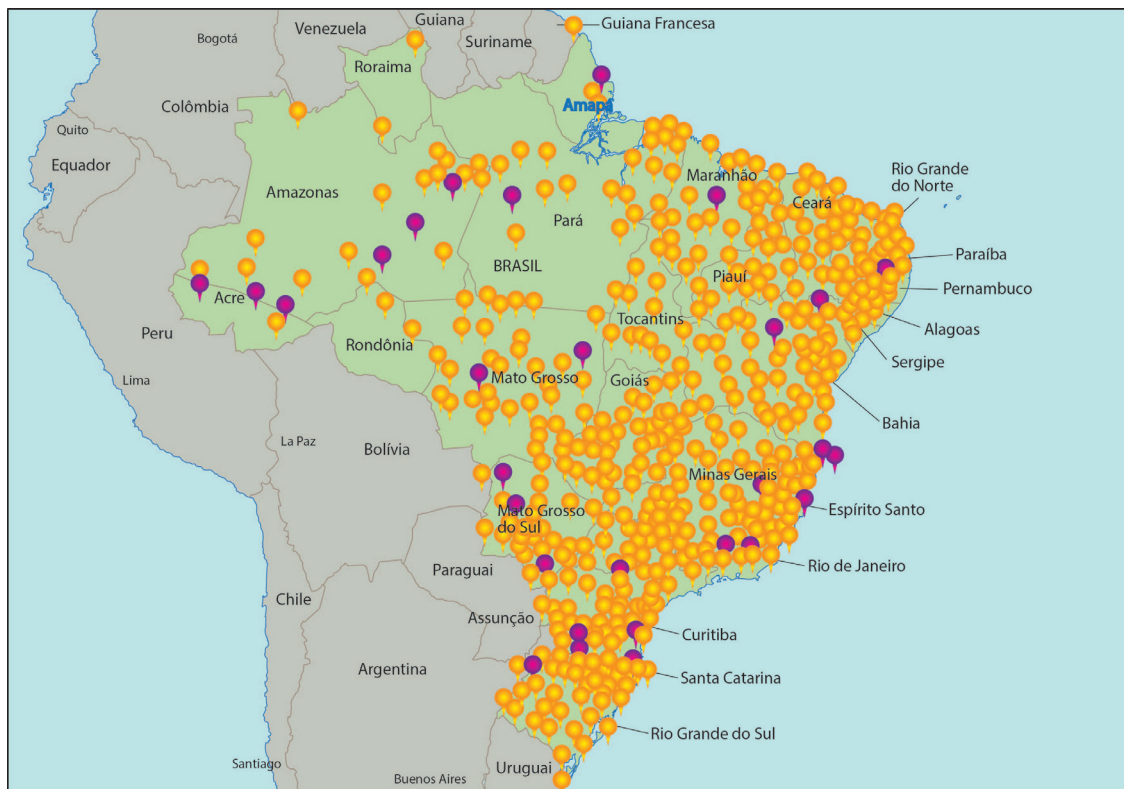 Guiana Francesa
Guiana
Venezuela
Suriname
Bogotá
Roraima
Colômbia
Amapá
Quito
Equador
Amazonas
Maranhão
Rio Grande
do Norte
Ceará
Pará
BRASIL
Paraíba
Piauí
Pernambuco
Acre
Tocantins
Alagoas
Peru
Rondônia
Sergipe
Lima
Mato Grosso
Goiás
Bahia
La Paz
Bolívia
Minas Gerais
Mato Grosso
do Sul
Espírito Santo
Paraguai
Rio de Janeiro
Chile
Assunção
Curitiba
Argentina
Santa Catarina
Rio Grande do Sul
Santiago
Uruguai
Buenos Aires